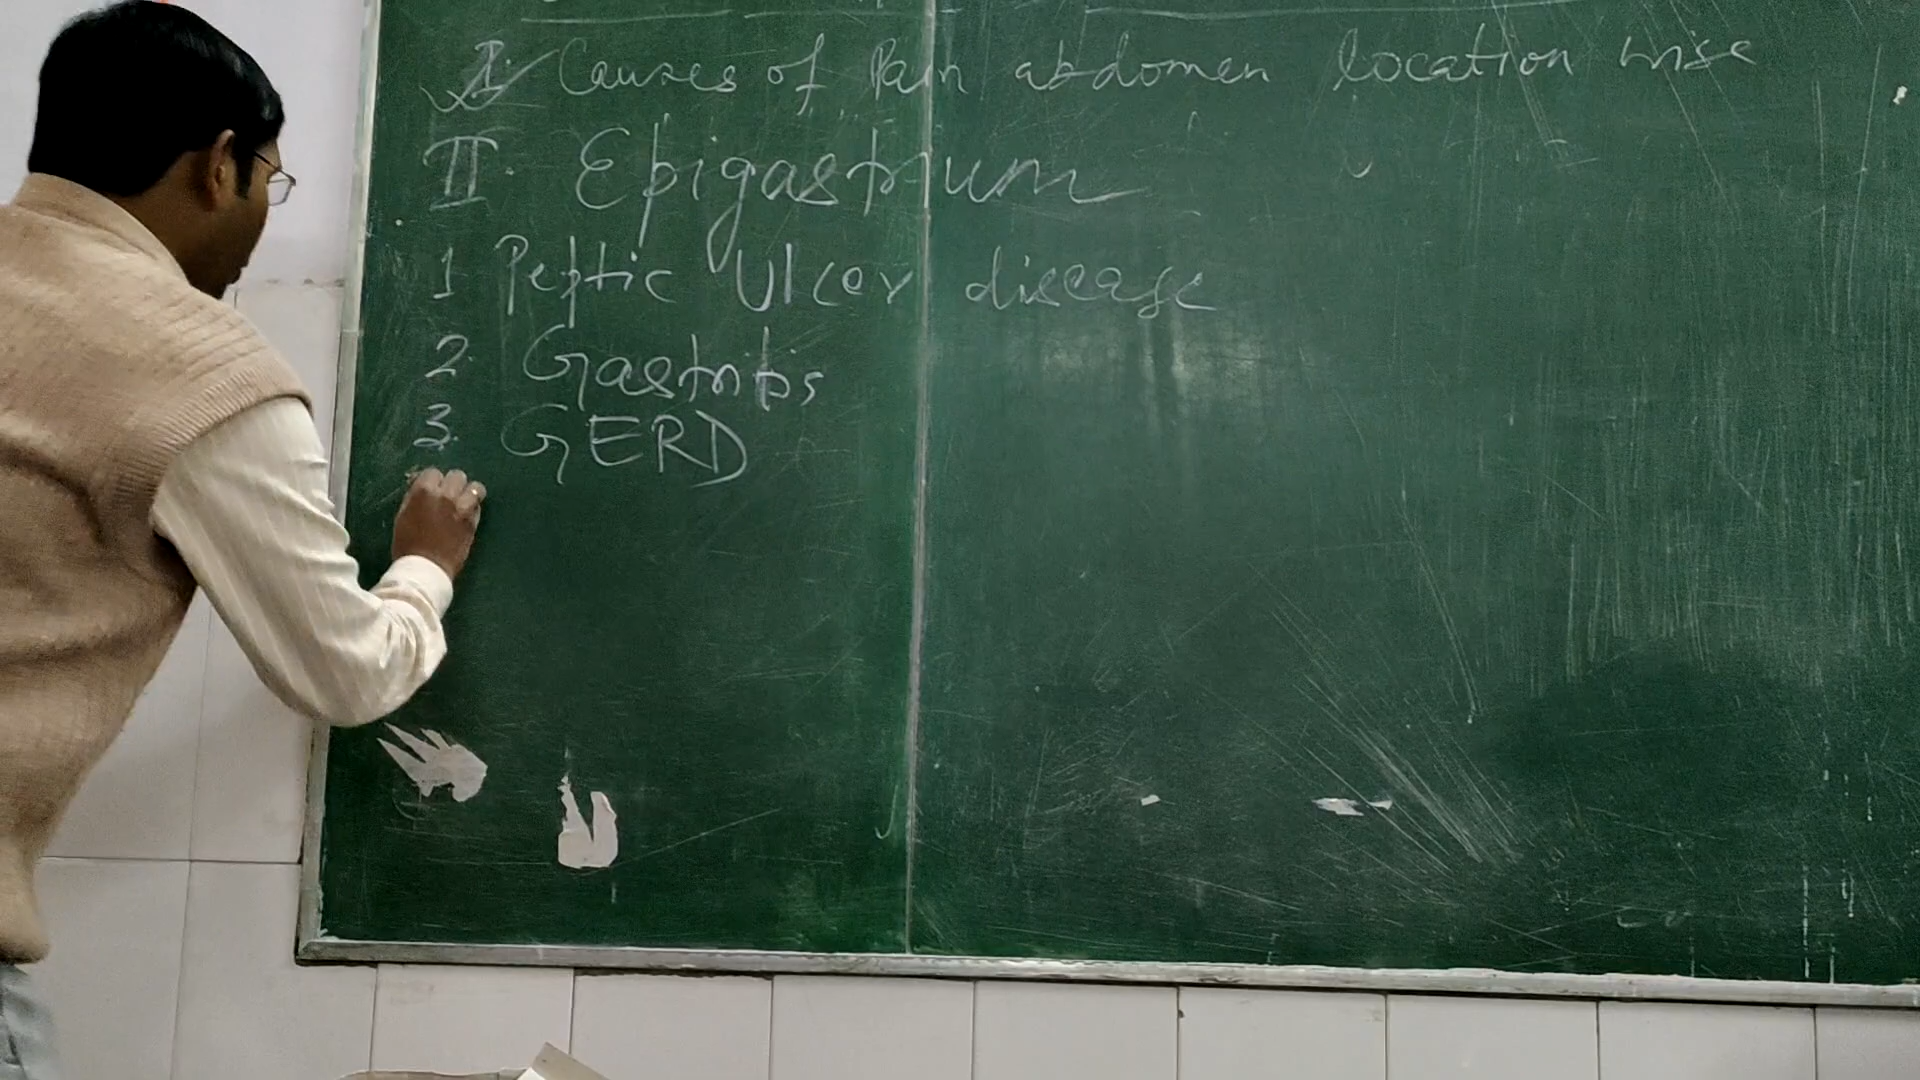 I. Causes of Pain abdomen location wise
II. Epigastrium
1 Peptic Ulcer disease
2. Gastritis
3. GERD